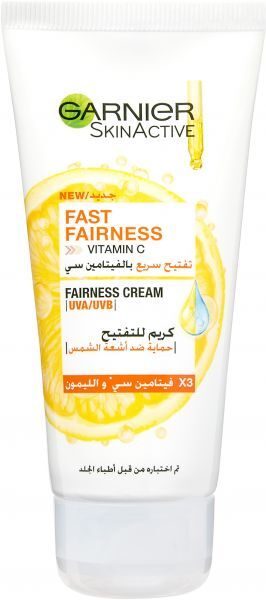 GARNIER
SKINACTIVE
NEW/جديد
FAST
FAIRNESS
VITAMIN C
تفتيح سريع بالفيتامين سي
FAIRNESS CREAM
|UVA/UVB|
كريم للتفتيح
|حماية ضد أشعة الشمس|
X3 فيتامين سي* و الليمون
تم اختباره من قبل أطباء الجلد